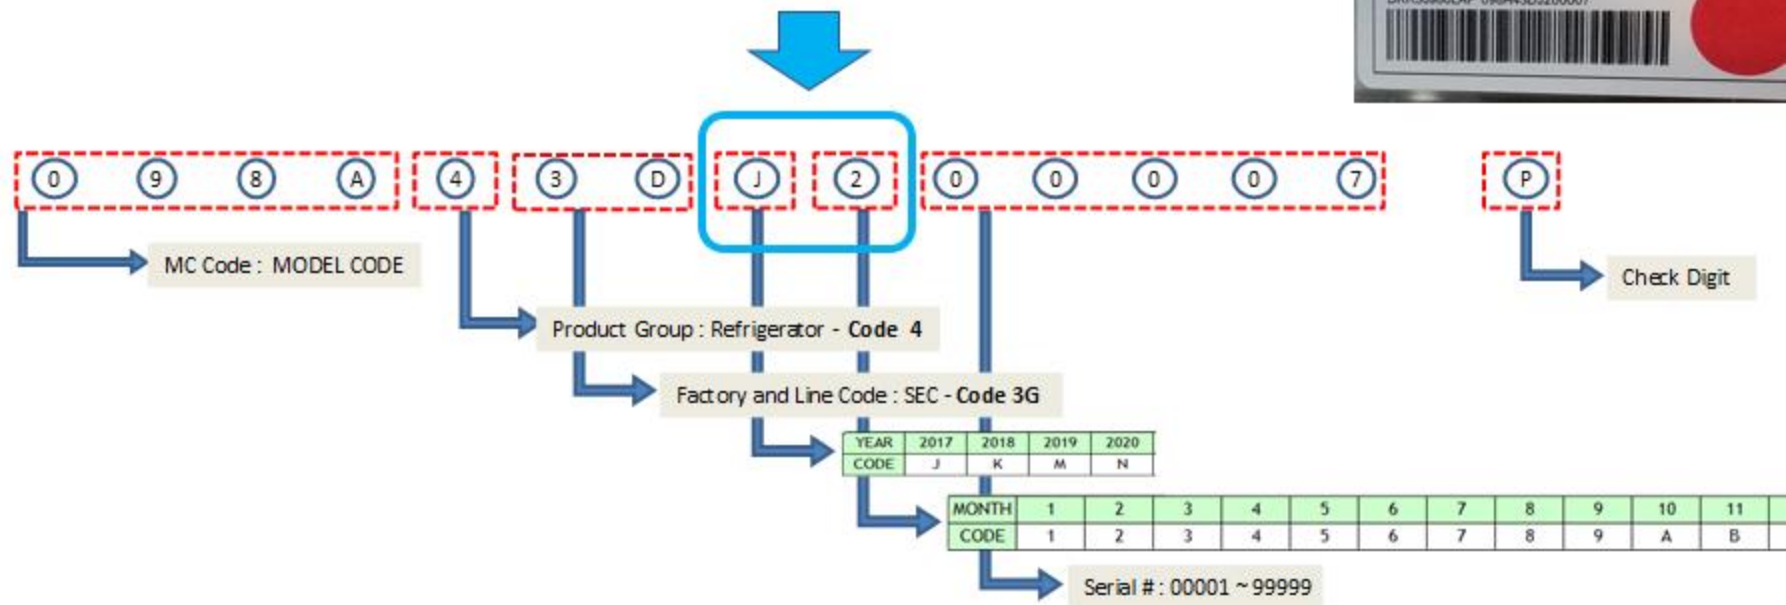 0 9 8 A 4 3 D J 2 0 0 0 0 7 P
MC Code : MODEL CODE
Check Digit
Product Group : Refrigerator - Code 4
Factory and Line Code : SEC - Code 3G
YEAR 2017 2018 2019 2020
CODE J K M N
MONTH 1 2 3 4 5 6 7 8 9 10 11
CODE 1 2 3 4 5 6 7 8 9 A B
Serial # : 00001 ~ 99999